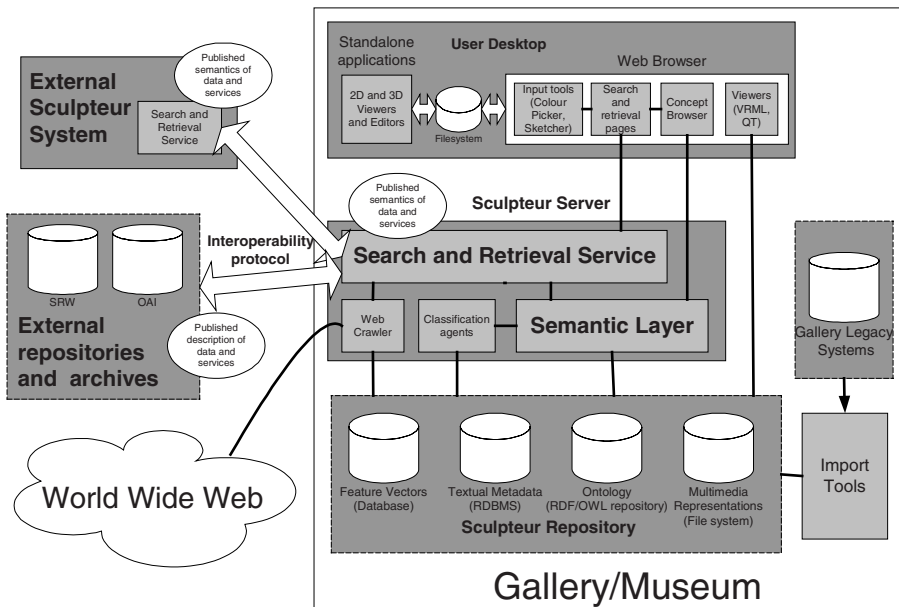 External
Sculpteur
System
Published
semantics of
data and
services
Search and
Retrieval
Service
Standalone
applications
User Desktop
Web Browser
2D and 3D
Viewers
and Editors
Filesystem
Input tools
(Colour
Picker,
Sketcher)
Search
and
retrieval
pages
Concept
Browser
Viewers
(VRML,
QT)
Published
semantics of
data and
services
Sculpteur Server
Interoperability
protocol
Search and Retrieval Service
Web
Crawler
Classification
agents
Semantic Layer
SRW
OAI
External
repositories
and archives
Published
description of
data and
services
Gallery Legacy
Systems
World Wide Web
Feature Vectors
(Database)
Textual Metadata
(RDBMS)
Ontology
(RDF/OWL repository)
Multimedia
Representations
(File system)
Sculpteur Repository
Import
Tools
Gallery/Museum